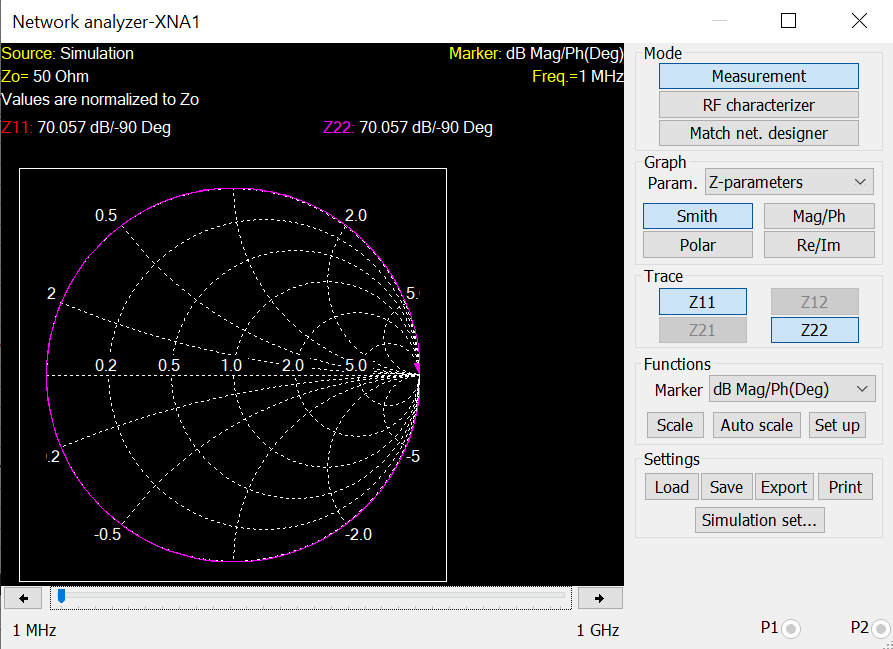 Network analyzer-XNA1
Source: Simulation
Marker: dB Mag/Ph(Deg)
Zo= 50 Ohm
Freq.=1 MHz
Values are normalized to Zo
Z11: 70.057 dB/-90 Deg
Z22: 70.057 dB/-90 Deg
0.5
2.0
2
5.
0.2
0.5
1.0
2.0
5.0
.2
-5
-0.5
-2.0
1 MHz
1 GHz
Mode
Measurement
RF characterizer
Match net. designer
Graph
Param.
Z-parameters
Smith
Mag/Ph
Polar
Re/Im
Trace
Z11
Z12
Z21
Z22
Functions
Marker
dB Mag/Ph(Deg)
Scale
Auto scale
Set up
Settings
Load
Save
Export
Print
Simulation set...
P1
P2